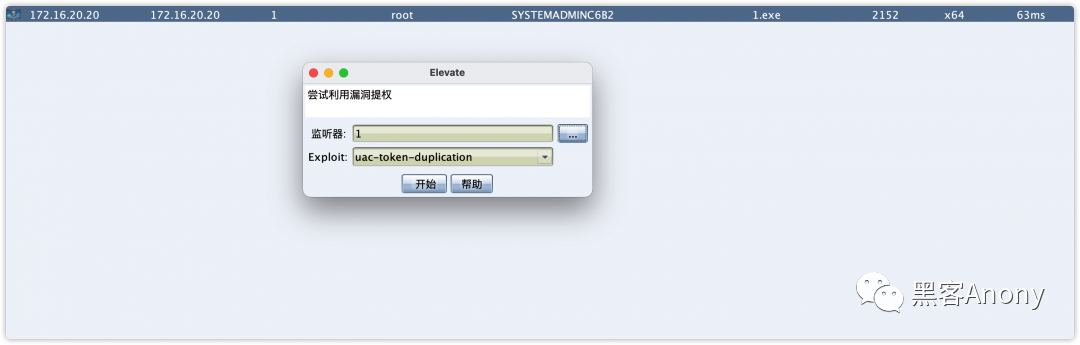 172.16.20.20 172.16.20.20 1 root SYSTEMADMINC6B2 1.exe 2152 x64 63ms
Elevate
尝试利用漏洞提权
监听器: 1 ...
Exploit: uac-token-duplication
开始 帮助
黑客Anony